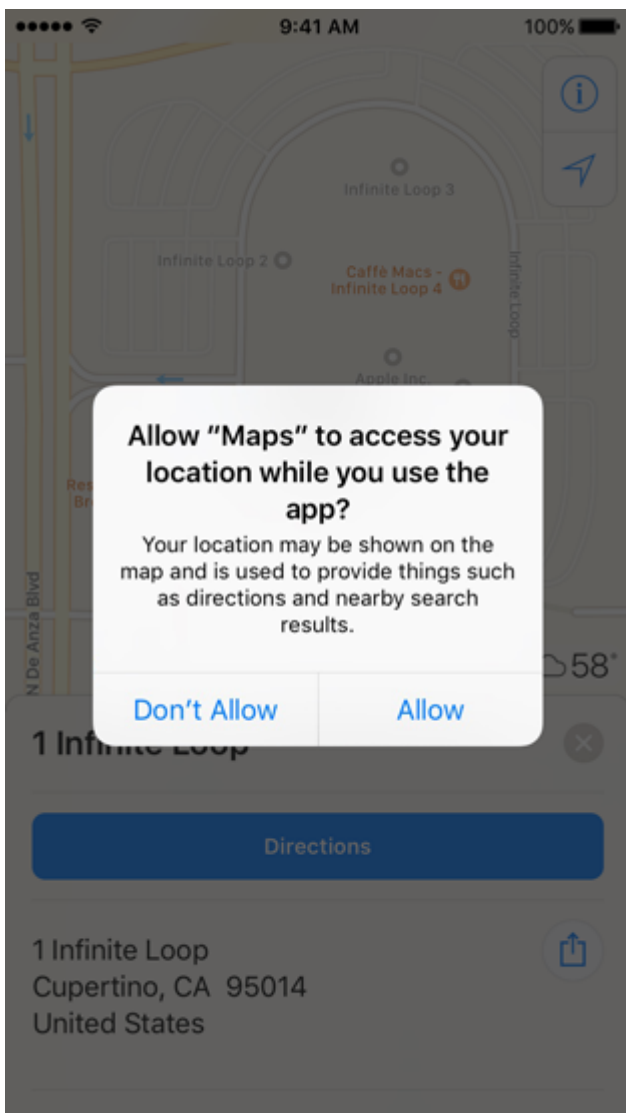 9:41 AM
100%
Infinite Loop 3
Infinite Loop 2
Caffè Macs -
Infinite Loop 4
Infinite Loop
Apple Inc.
Allow “Maps” to access your
location while you use the
app?
Your location may be shown on the
map and is used to provide things such
as directions and nearby search
results.
Don’t Allow
Allow
N De Anza Blvd
58°
1 Infinite Loop
Directions
1 Infinite Loop
Cupertino, CA 95014
United States